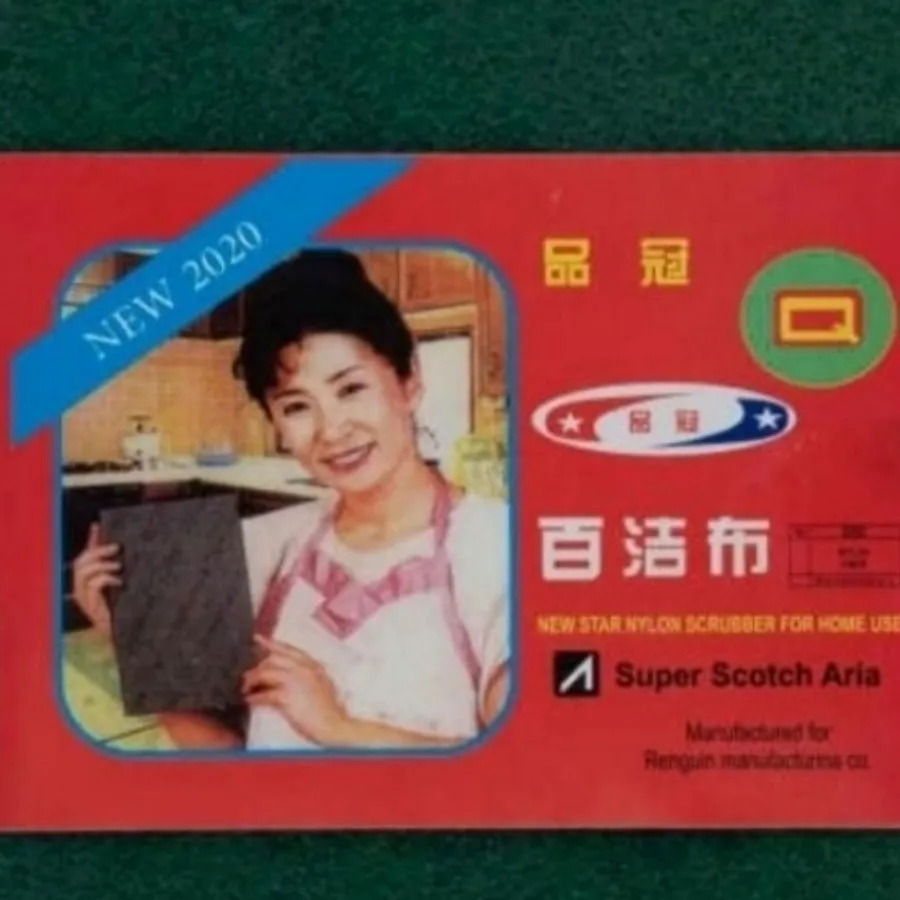 NEW 2020
品冠
Q
品冠
百洁布
NEW STAR NYLON SCRUBBER FOR HOME USE
Super Scotch Aria
Manufactured for
Renguin manufacturing co.